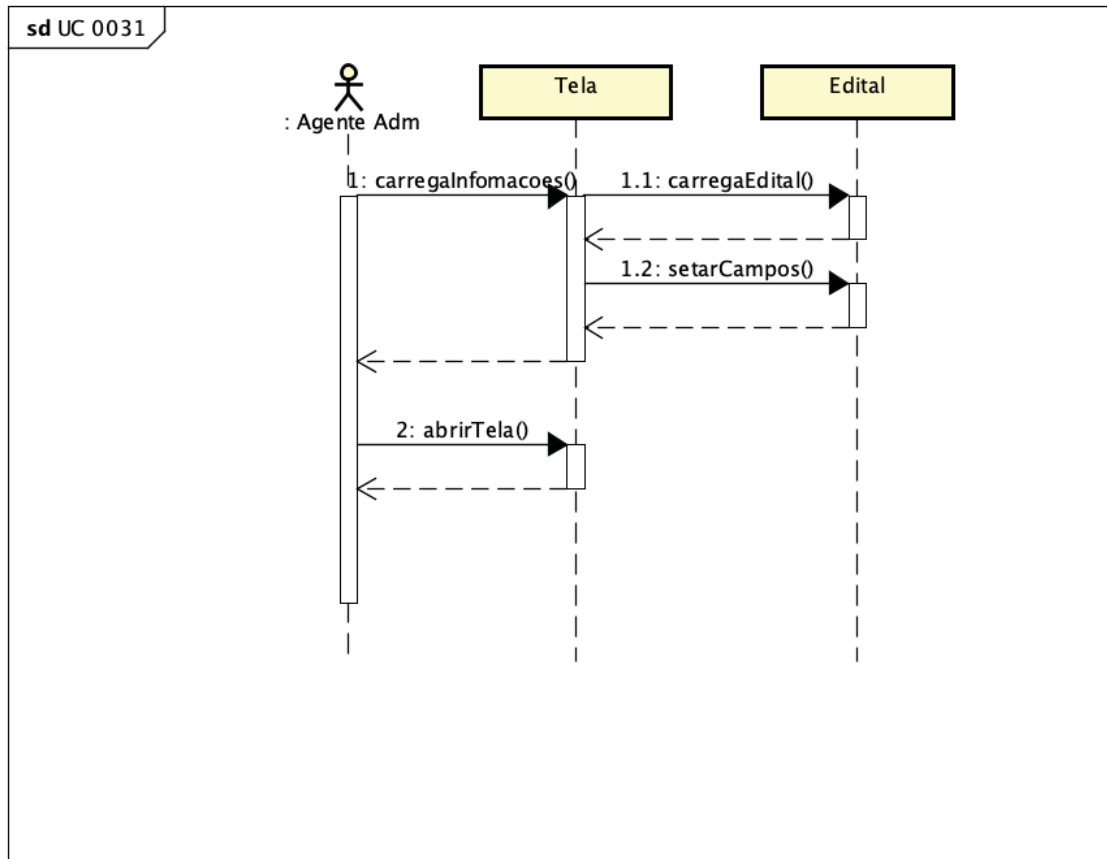 sd UC 0031
Tela
Edital
: Agente Adm
1: carregaInfomacoes()
1.1: carregaEdital()
1.2: setarCampos()
2: abrirTela()